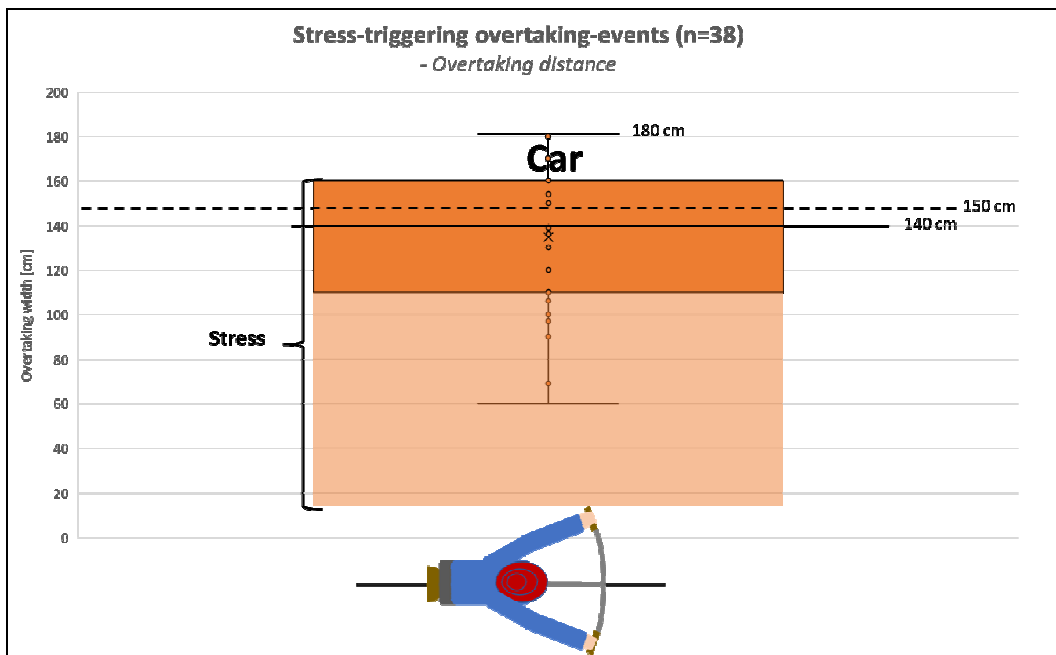 Stress-triggering overtaking-events (n=38)
- Overtaking distance
Overtaking width [cm]
200
180
160
140
120
100
80
60
40
20
0
180 cm
Car
150 cm
140 cm
Stress